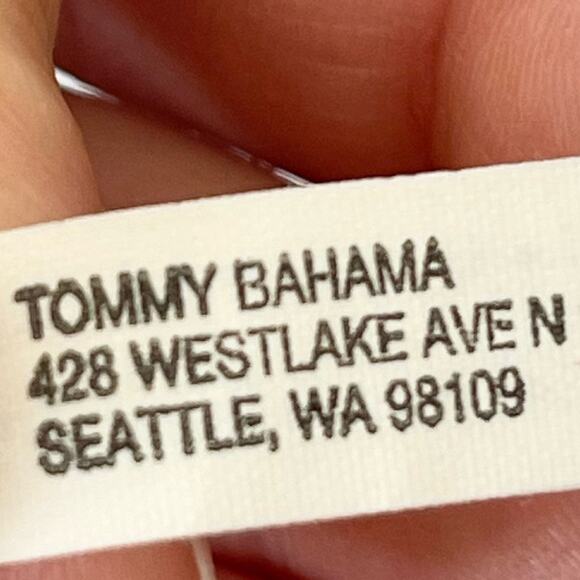 TOMMY BAHAMA
428 WESTLAKE AVE N
SEATTLE, WA 98109